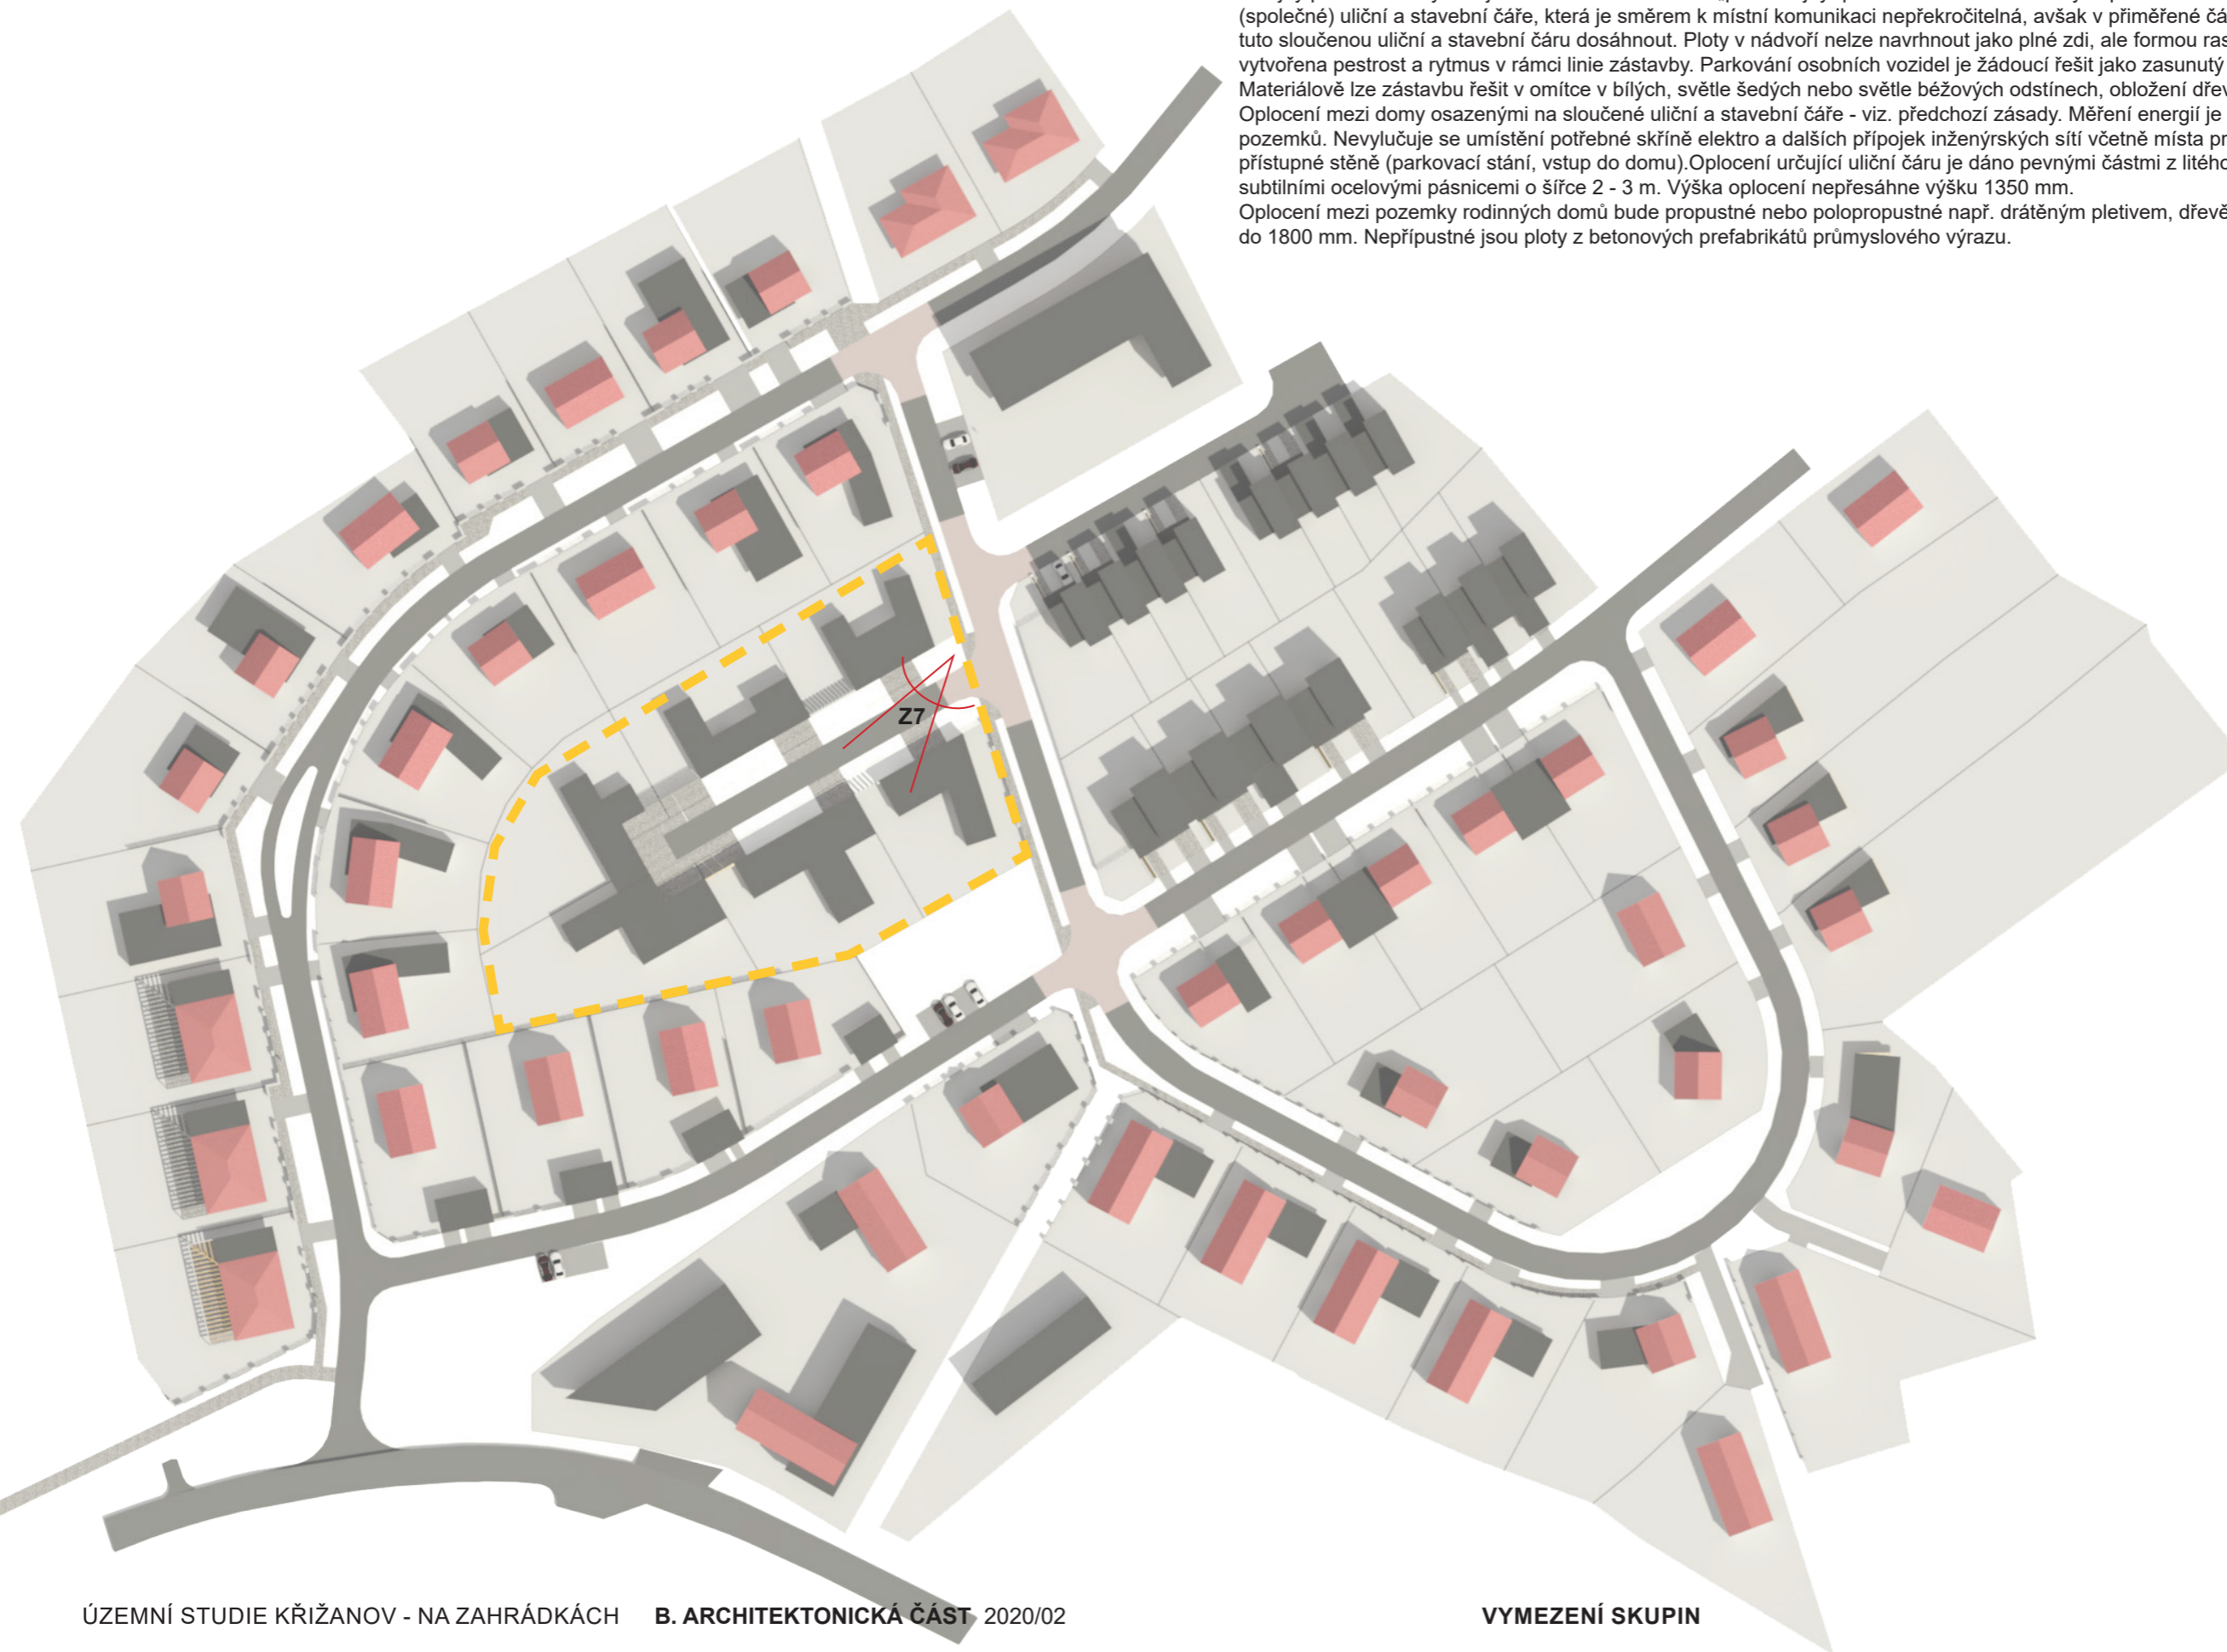 (společné) uliční a stavební čáře, která je směrem k místní komunikaci nepřekročitelná, avšak v přiměřené
tuto sloučenou uliční a stavební čáru dosáhnout. Ploty v nádvoří nelze navrhnout jako plné zdi, ale formou
vytvořena pestrost a rytmus v rámci linie zástavby. Parkování osobních vozidel je žádoucí řešit jako zasunutý
Materiálově lze zástavbu řešit v omítce v bílých, světle šedých nebo světle béžových odstínech, obložení
Oplocení mezi domy osazenými na sloučené uliční a stavební čáře - viz. předchozí zásady. Měření energií je
pozemků. Nevylučuje se umístění potřebné skříně elektro a dalších přípojek inženýrských sítí včetně místa
přístupné stěně (parkovací stání, vstup do domu).Oplocení určující uliční čáru je dáno pevnými částmi z litého
subtilními ocelovými pásnicemi o šířce 2 - 3 m. Výška oplocení nepřesáhne výšku 1350 mm.
Oplocení mezi pozemky rodinných domů bude propustné nebo polopropustné např. drátěným pletivem,
do 1800 mm. Nepřípustné jsou ploty z betonových prefabrikátů průmyslového výrazu.
Z7
ÚZEMNÍ STUDIE KŘIŽANOV - NA ZAHRÁDKÁCH B. ARCHITEKTONICKÁ ČÁST 2020/02
VYMEZENÍ SKUPIN